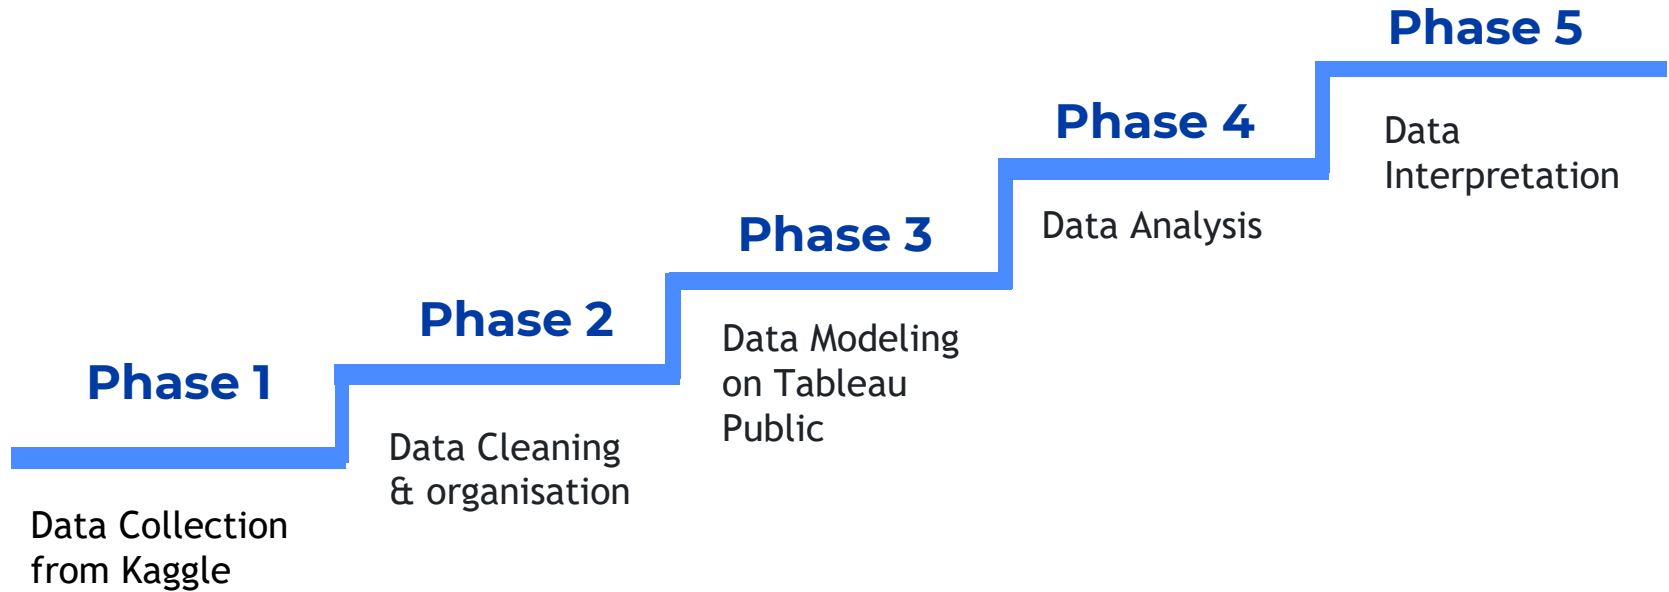 Phase 1
Data Collection
from Kaggle
Phase 2
Data Cleaning
& organisation
Phase 3
Data Modeling
on Tableau
Public
Phase 4
Data Analysis
Phase 5
Data
Interpretation